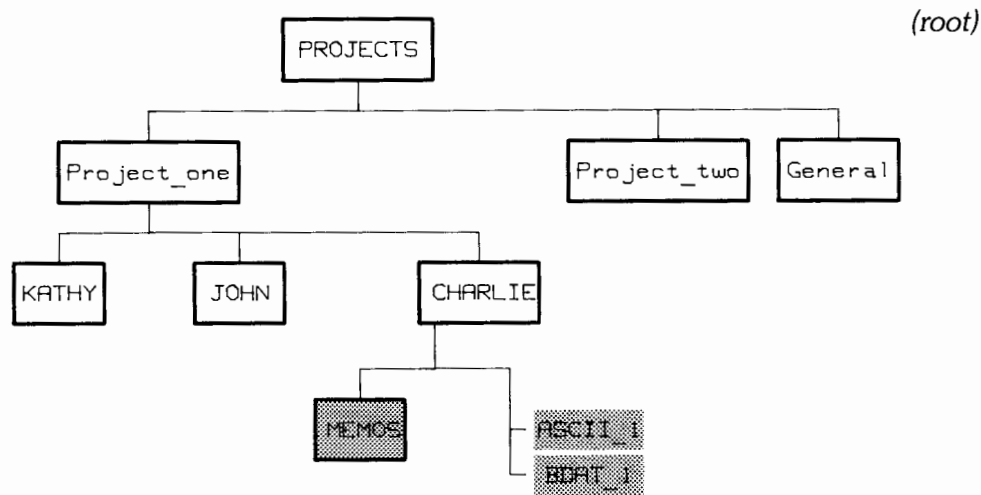 (root)
PROJECTS
Project_one
Project_two
General
KATHY
JOHN
CHARLIE
MEMOS
ASCII_1
BDAT_1